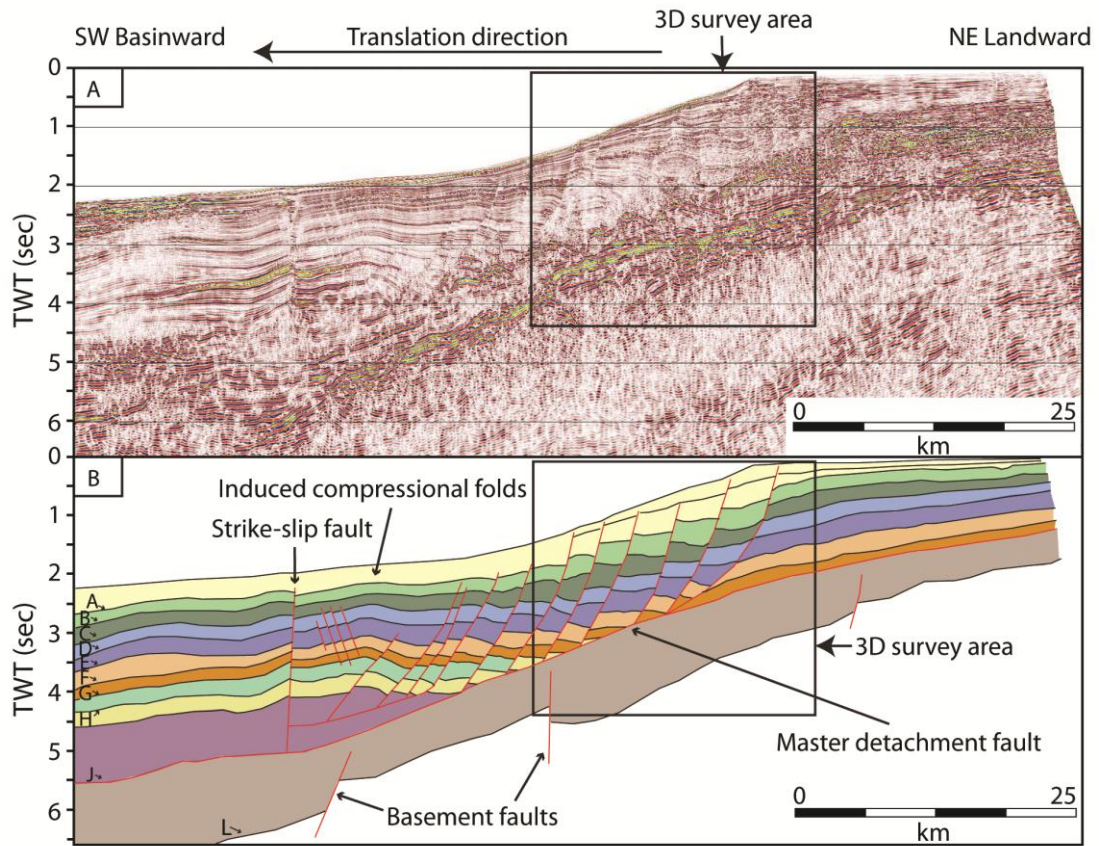 3D survey area
SW Basinward
Translation direction
NE Landward
0
A
1
2
3
4
5
6
TWT (sec)
0 25
km
0
B
Induced compressional folds
Strike-slip fault
1
2
3
4
5
6
TWT (sec)
A
B
C
D
E
F
G
H
J
L
3D survey area
Master detachment fault
Basement faults
0 25
km